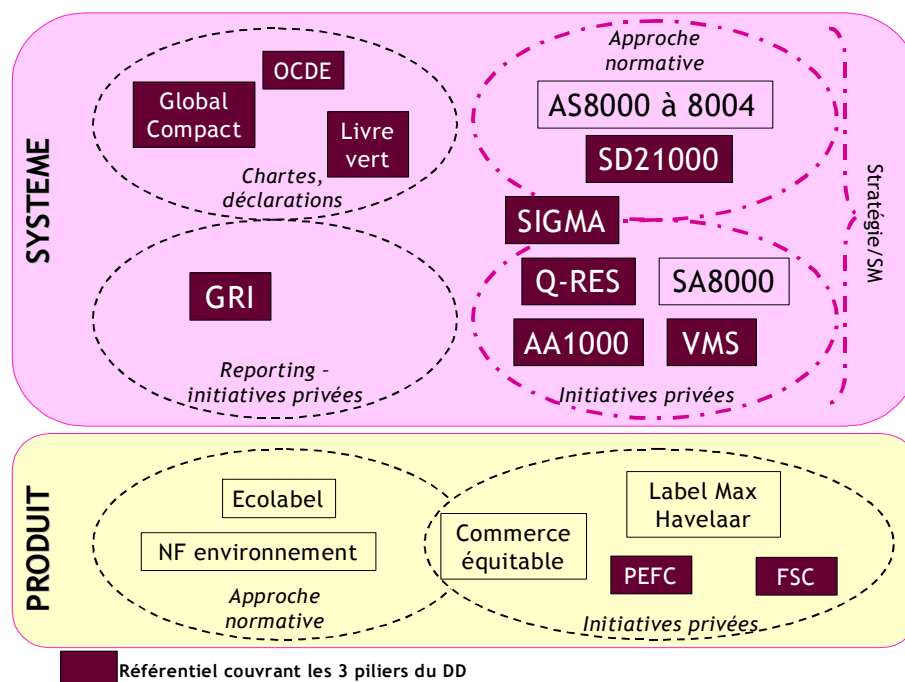 SYSTEME
OCDE
Global
Compact
Livre
vert
Chartes,
déclarations
Approche
normative
AS8000 à 8004
SD21000
SIGMA
GRI
Reporting –
initiatives privées
Q-RES
SA8000
AA1000
VMS
Initiatives privées
Stratégie/SM
PRODUIT
Ecolabel
NF environnement
Approche
normative
Commerce
équitable
Label Max
Havelaar
PEFC
FSC
Initiatives privées
Référentiel couvrant les 3 piliers du DD